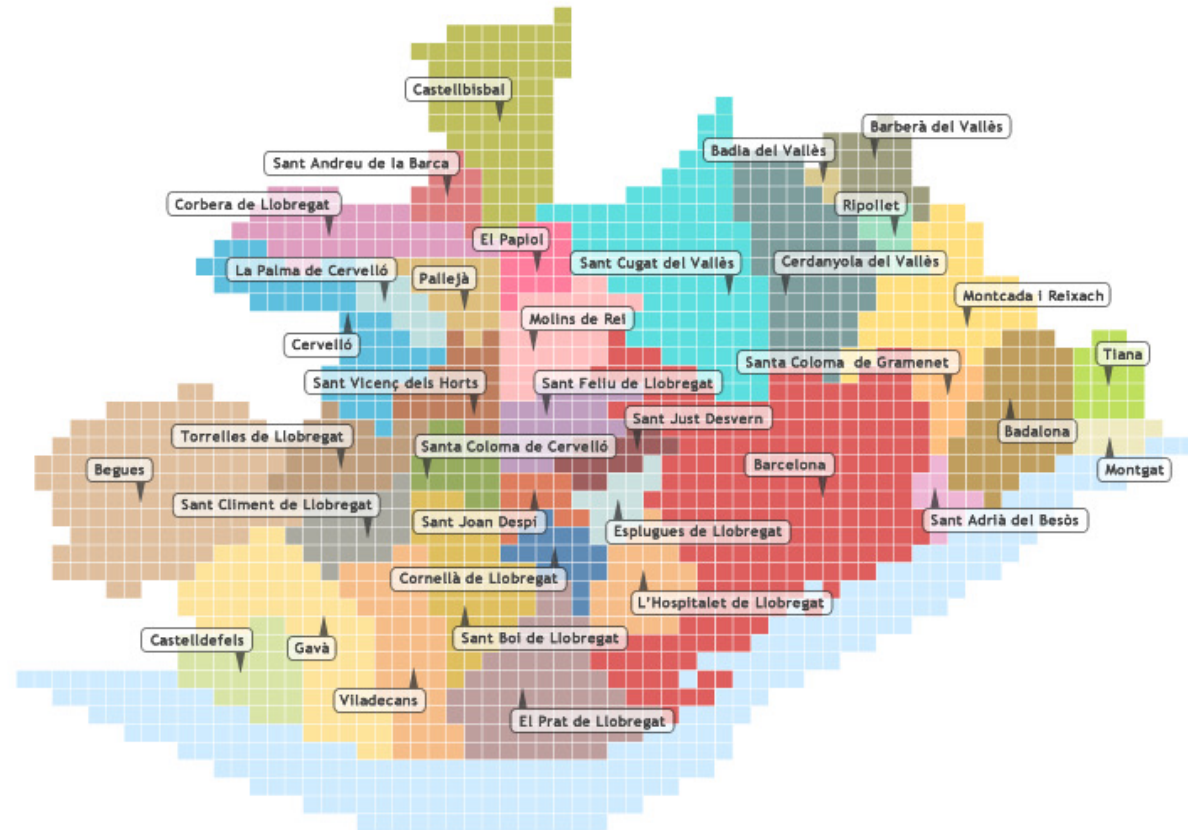 Castellbisbal
Barberà del Vallès
Badia del Vallès
Sant Andreu de la Barca
Corbera de Llobregat
Ripollet
El Papiol
La Palma de Cervelló
Pallejà
Sant Cugat del Vallès
Cerdanyola del Vallès
Montcada i Reixach
Molins de Rei
Cervelló
Santa Coloma de Gramenet
Tiana
Sant Vicenç dels Horts
Sant Feliu de Llobregat
Sant Just Desvern
Torrelles de Llobregat
Santa Coloma de Cervelló
Badalona
Begues
Barcelona
Montgat
Sant Climent de Llobregat
Sant Joan Despí
Esplugues de Llobregat
Sant Adrià del Besòs
Cornellà de Llobregat
L'Hospitalet de Llobregat
Castelldefels
Gavà
Sant Boi de Llobregat
Viladecans
El Prat de Llobregat